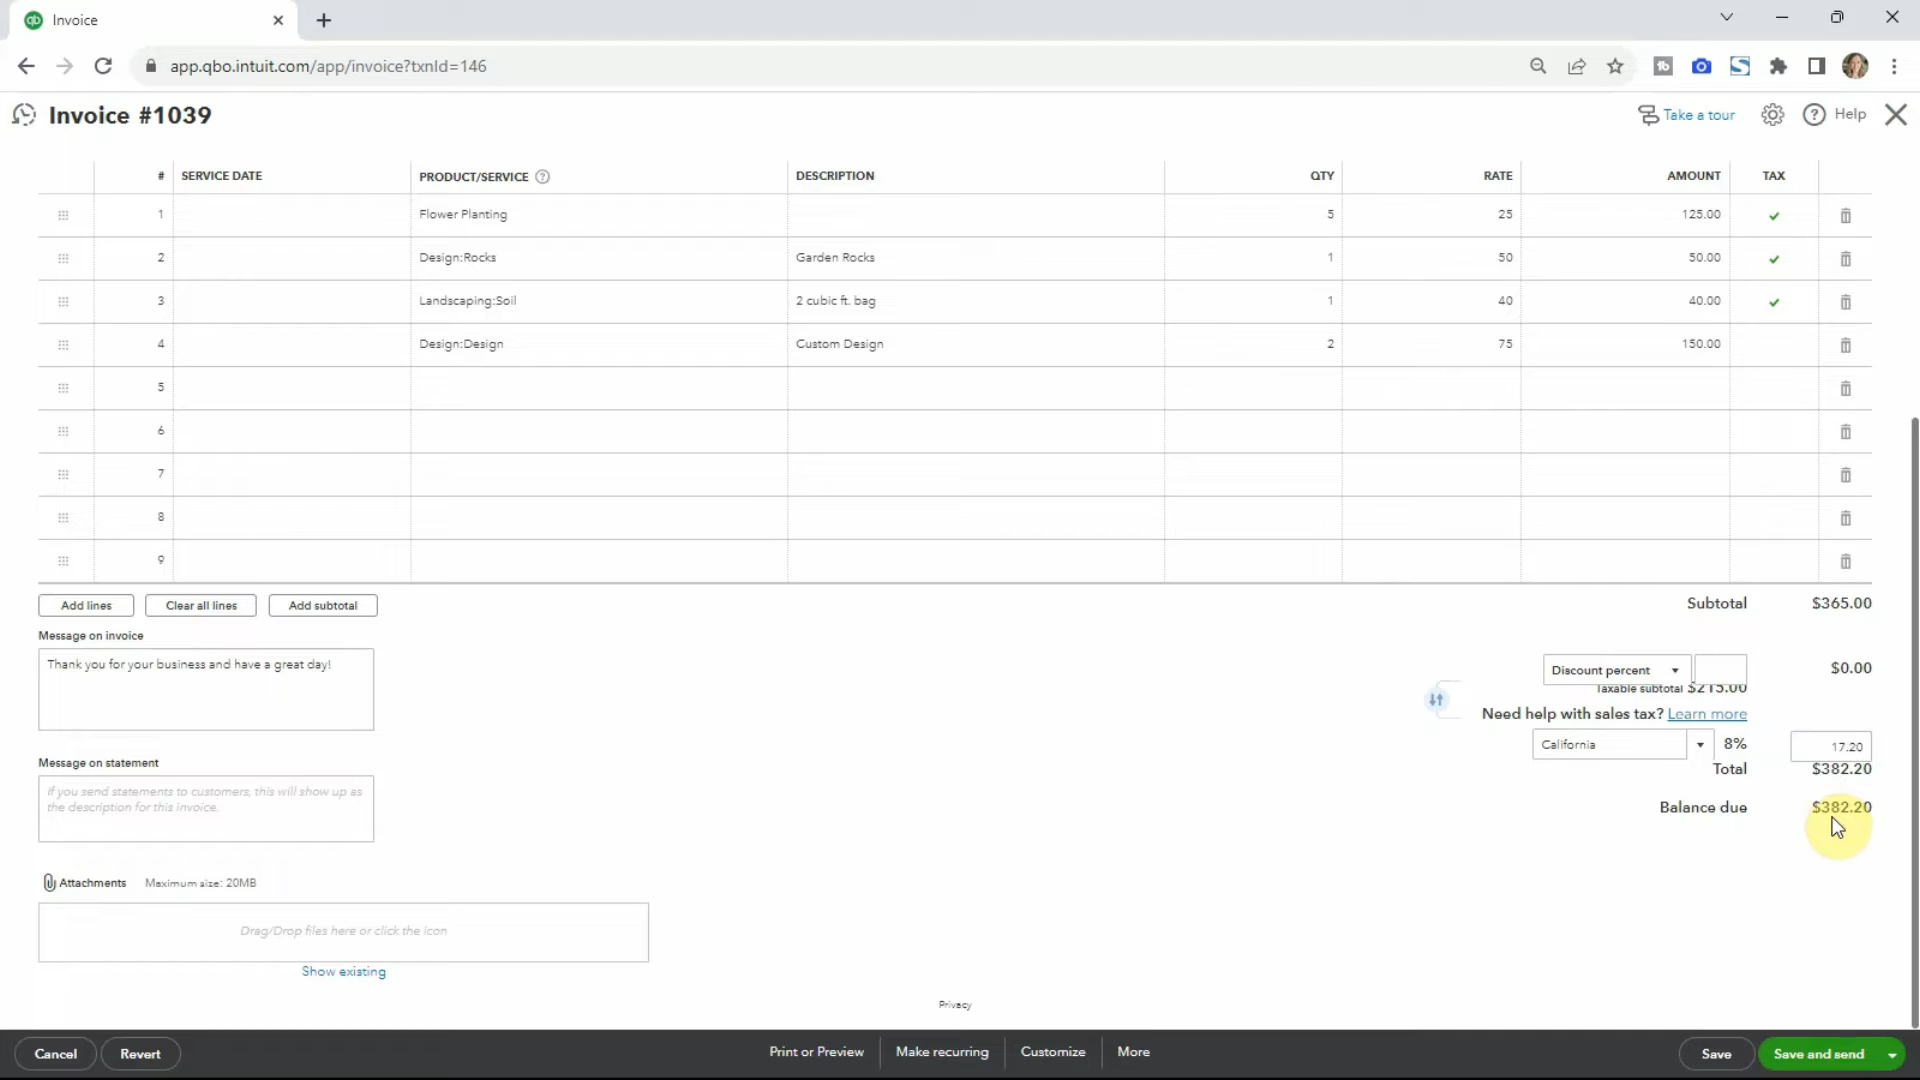 Invoice
app.qbo.intuit.com/app/invoice?txnId=146
Invoice #1039
Take a tour
Help
# SERVICE DATE PRODUCT/SERVICE DESCRIPTION QTY RATE AMOUNT TAX
1 Flower Planting 5 25 125.00
2 Design:Rocks Garden Rocks 1 50 50.00
3 Landscaping:Soil 2 cubic ft. bag 1 40 40.00
4 Design:Design Custom Design 2 75 150.00
5
6
7
8
9
Add lines Clear all lines Add subtotal
Subtotal $365.00
Message on invoice
Thank you for your business and have a great day!
Discount percent $0.00
Taxable subtotal $215.00
Need help with sales tax? Learn more
California 8% 17.20
Total $382.20
Message on statement
If you send statements to customers, this will show up as
the description for this invoice.
Balance due $382.20
Attachments Maximum size: 20MB
Drag/Drop files here or click the icon
Show existing
Privacy
Cancel Revert Print or Preview Make recurring Customize More Save Save and send